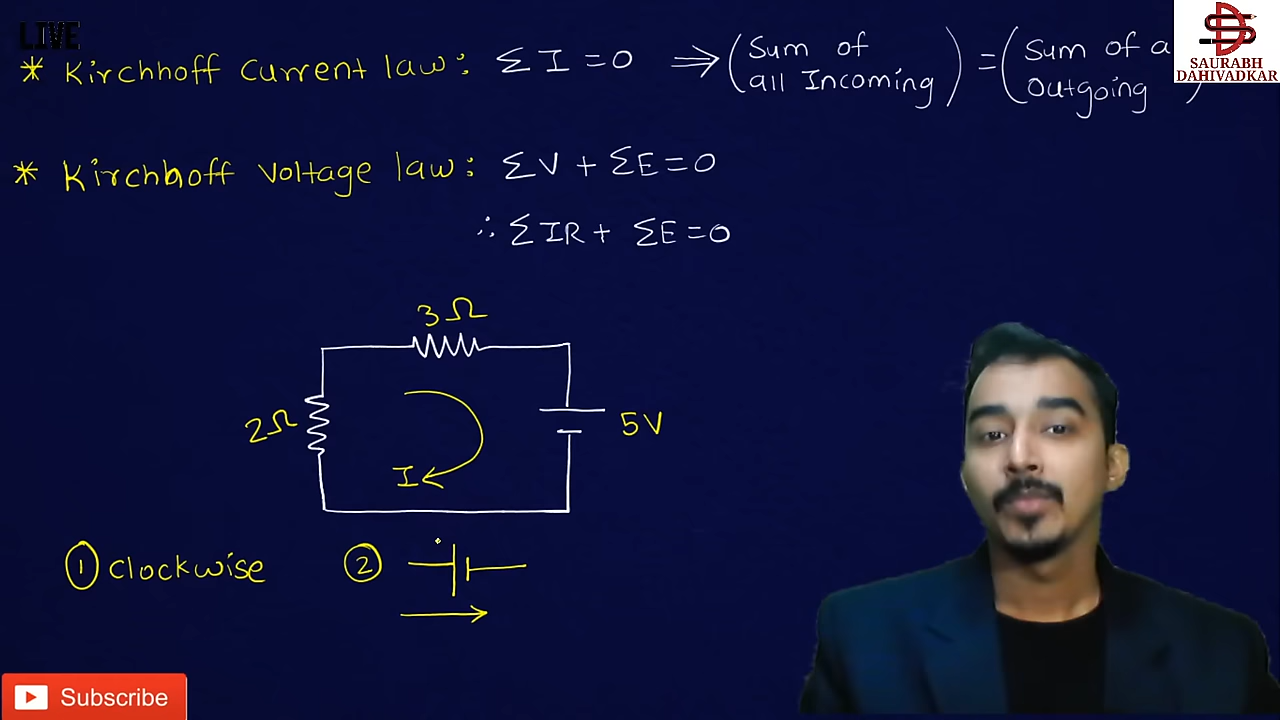 LIVE
* Kirchhoff Current law: ΣI=0 ⟹ (Sum of all Incoming) = (Sum of a
Outgoing)
SAURABH
DAHIVADKAR
* Kirchhoff Voltage law: ΣV + ΣE=0
∴ ΣIR + ΣE=0
3Ω
2Ω
5V
I
① Clockwise ②
Subscribe